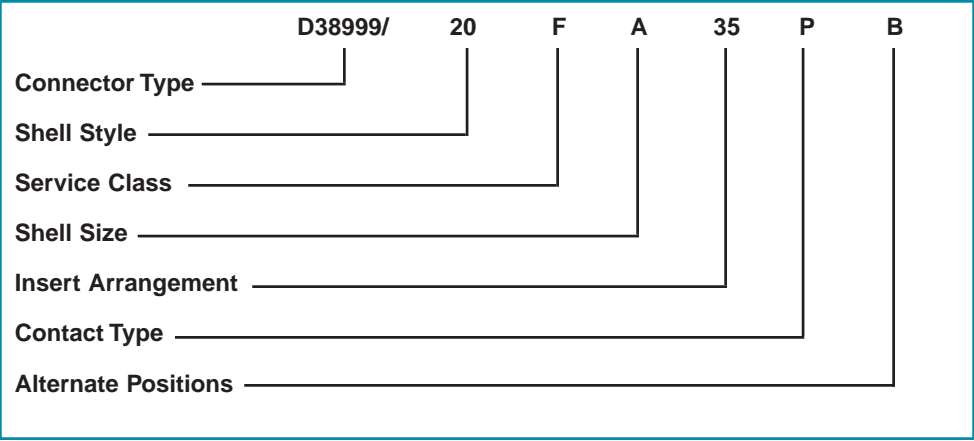 D38999/ 20 F A 35 P B
Connector Type
Shell Style
Service Class
Shell Size
Insert Arrangement
Contact Type
Alternate Positions